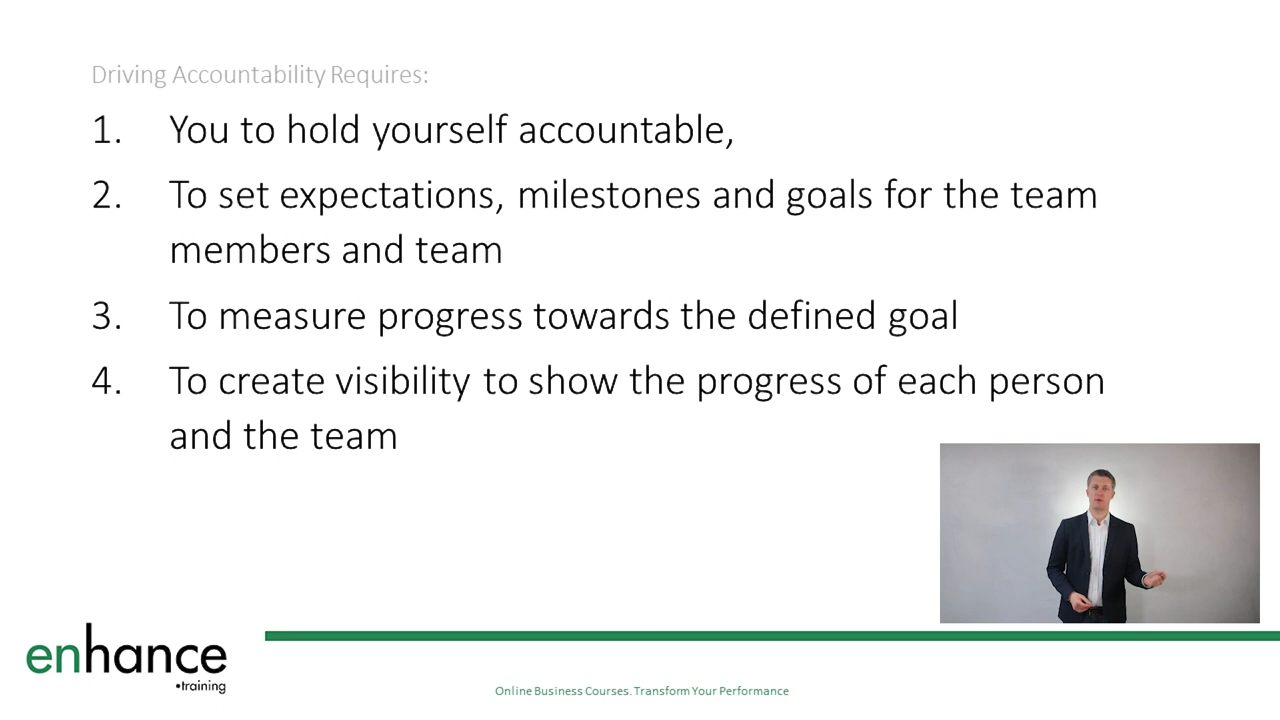 Driving Accountability Requires:
1. You to hold yourself accountable,
2. To set expectations, milestones and goals for the team
members and team
3. To measure progress towards the defined goal
4. To create visibility to show the progress of each person
and the team
enhance
•training
Online Business Courses. Transform Your Performance